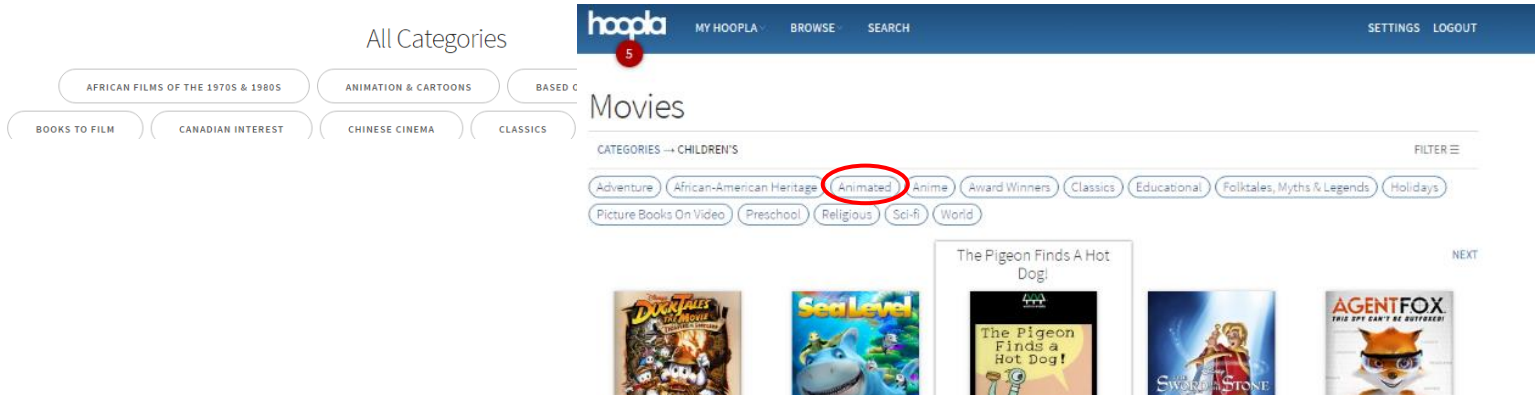 All Categories
AFRICAN FILMS OF THE 1970S & 1980S
ANIMATION & CARTOONS
BASED
BOOKS TO FILM
CANADIAN INTEREST
CHINESE CINEMA
CLASSICS
hoopla
5
MY HOOPLA
BROWSE
SEARCH
SETTINGS
LOGOUT
Movies
CATEGORIES → CHILDREN'S
FILTER
Adventure
African-American Heritage
Animated
Anime
Award Winners
Classics
Educational
Folktales, Myths & Legends
Holidays
Picture Books On Video
Preschool
Religious
Sci-fi
World
NEXT
The Pigeon Finds A Hot
Dog!
Disney
DUCKTALES
THE MOVIE
Sea Level
The Pigeon
Finds a
Hot Dog!
Disney
THE
SWORD IN THE STONE
AGENT FOX
THIS SPY CAN'T BE OUTFOXED!